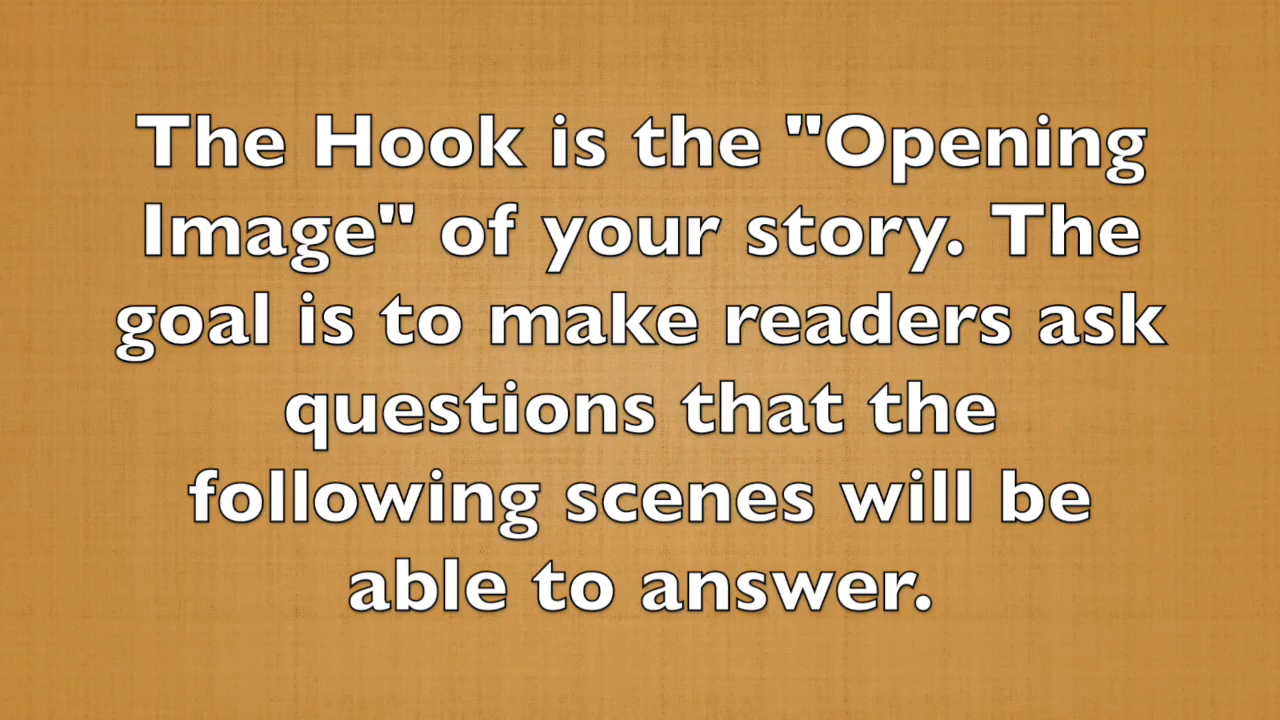 The Hook is the "Opening
Image" of your story. The
goal is to make readers ask
questions that the
following scenes will be
able to answer.